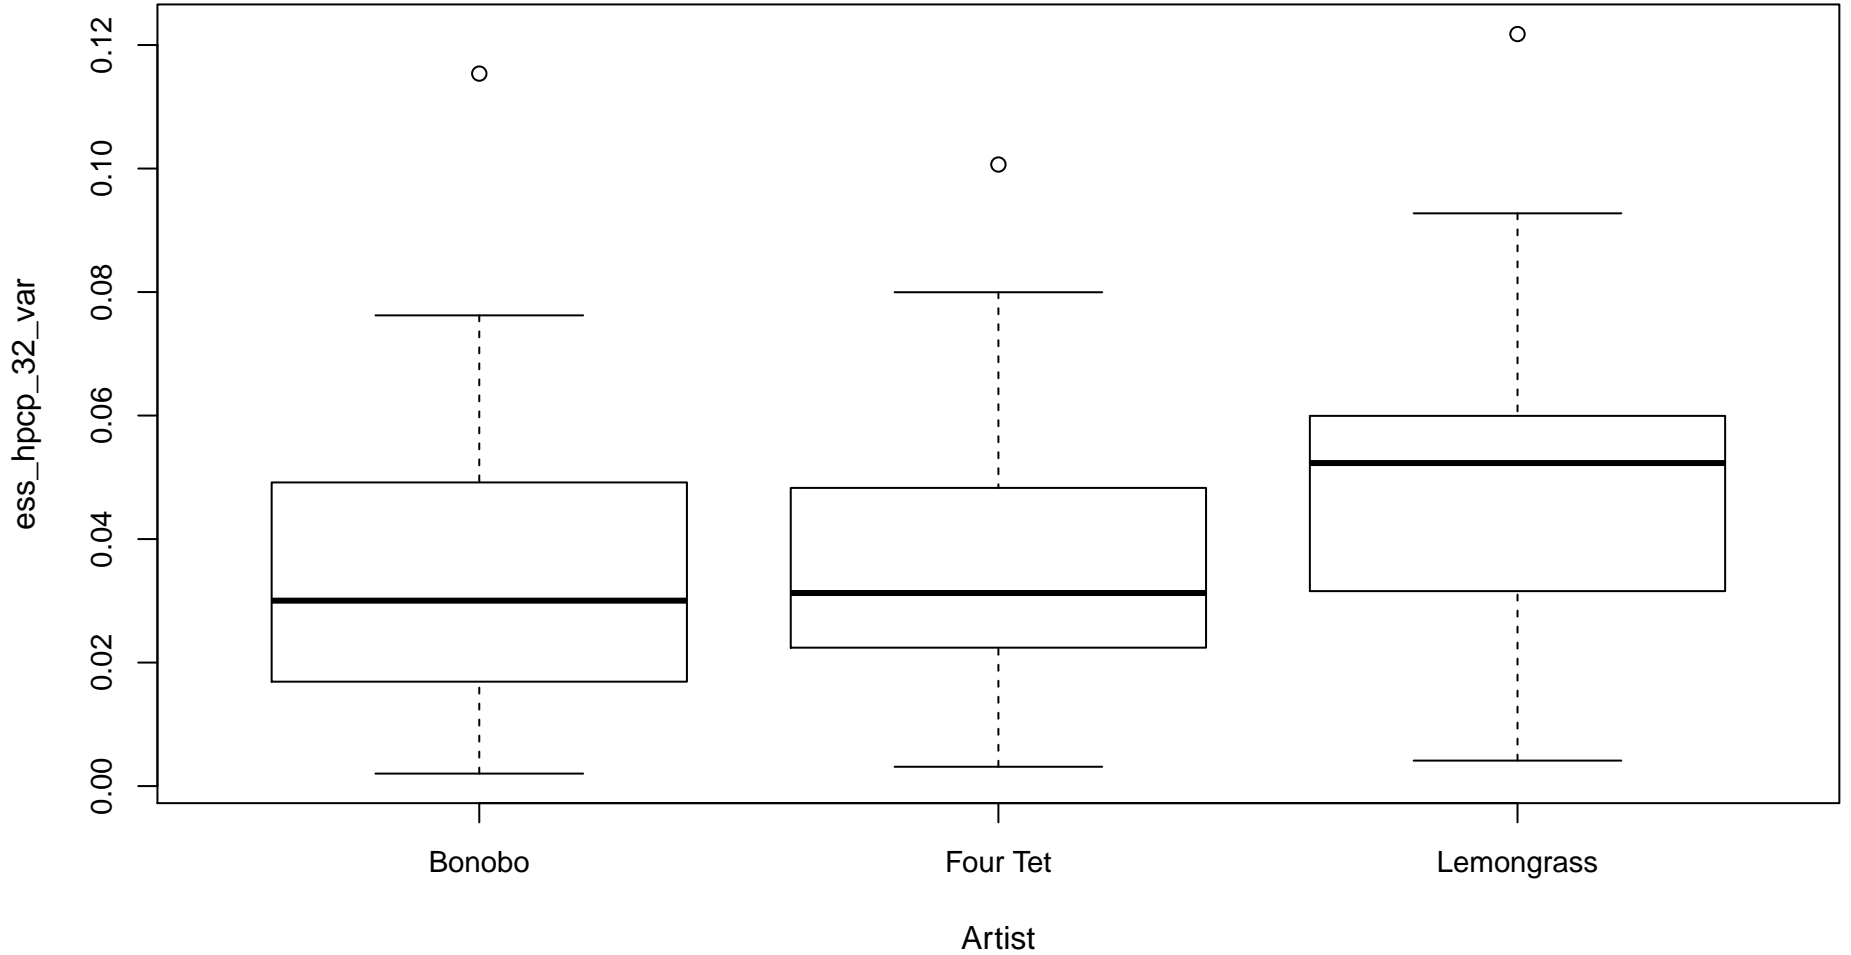 ess_hpcp_32_var
0.12
0.10
0.08
0.06
0.04
0.02
0.00
Bonobo
Four Tet
Lemongrass
Artist